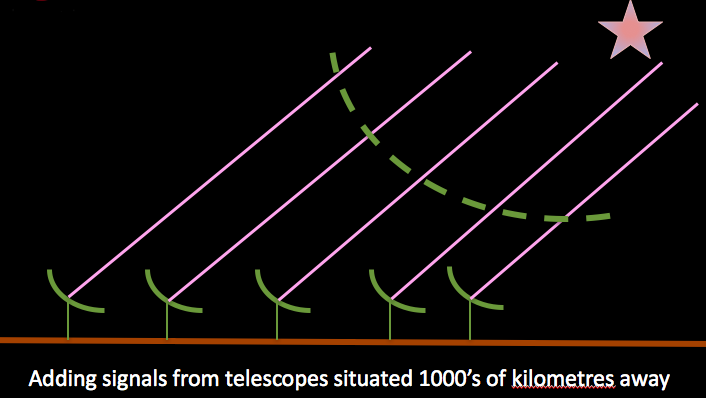 Adding signals from telescopes situated 1000's of kilometres away